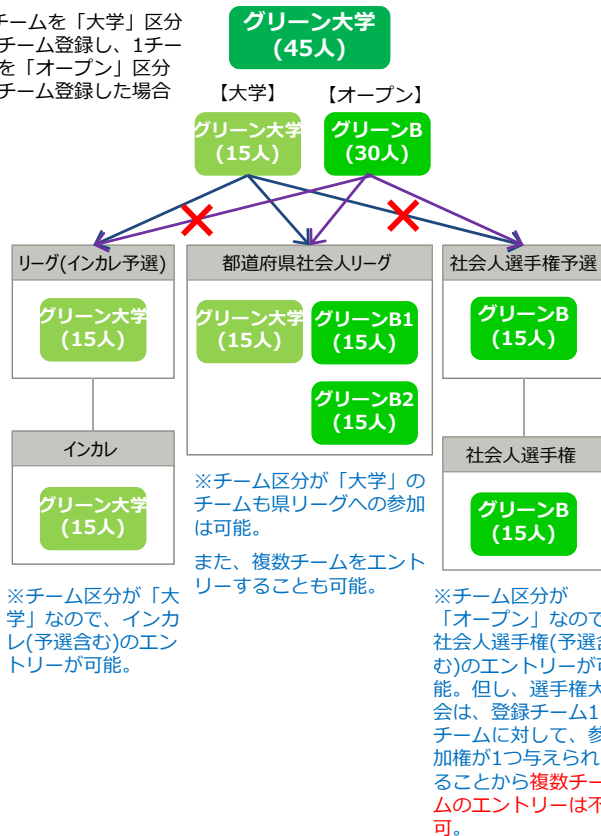 チームを「大学」区分
チーム登録し、1チー
を「オープン」区分
チーム登録した場合
グリーン大学
(45人)
【大学】
【オープン】
グリーン大学
(15人)
グリーンB
(30人)
リーグ(インカレ予選)
グリーン大学
(15人)
都道府県社会人リーグ
グリーン大学
(15人)
グリーンB1
(15人)
グリーンB2
(15人)
社会人選手権予選
グリーンB
(15人)
インカレ
グリーン大学
(15人)
社会人選手権
グリーンB
(15人)
※チーム区分が「大学」の
チームも県リーグへの参加
は可能。
また、複数チームをエント
リーすることも可能。
※チーム区分が「大
学」なので、インカ
レ(予選含む)のエン
トリーが可能。
※チーム区分が
「オープン」なので
社会人選手権(予選含
む)のエントリーが可
能。但し、選手権大
会は、登録チーム1
チームに対して、参
加権が1つ与えられ
ることから複数チー
ムのエントリーは不
可。